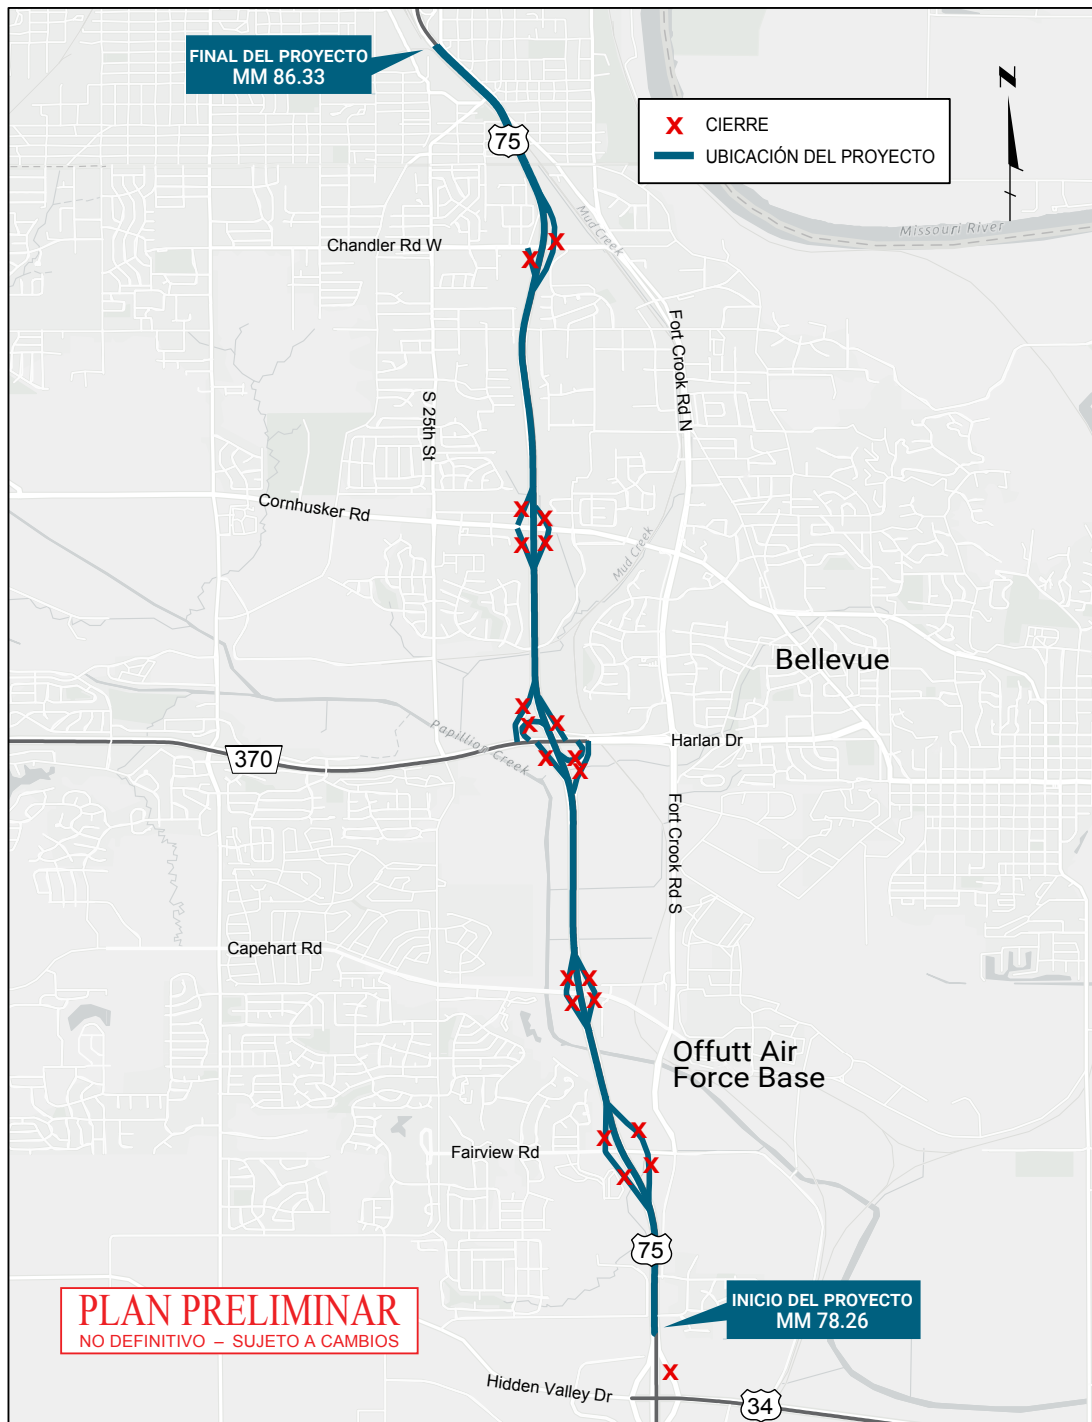 FINAL DEL PROYECTO
MM 86.33
N
X CIERRE
UBICACIÓN DEL PROYECTO
75
Missouri River
Mud Creek
Chandler Rd W
X
X
Fort Crook Rd N
S 25th St
Cornhusker Rd
X
X
X
X
Mud Creek
Bellevue
X
X
X
Papillion Creek
Harlan Dr
370
X
X
X
Fort Crook Rd S
Capehart Rd
X
X
X
X
Offutt Air
Force Base
X
X
Fairview Rd
X
X
75
PLAN PRELIMINAR
NO DEFINITIVO – SUJETO A CAMBIOS
INICIO DEL PROYECTO
MM 78.26
X
Hidden Valley Dr
34